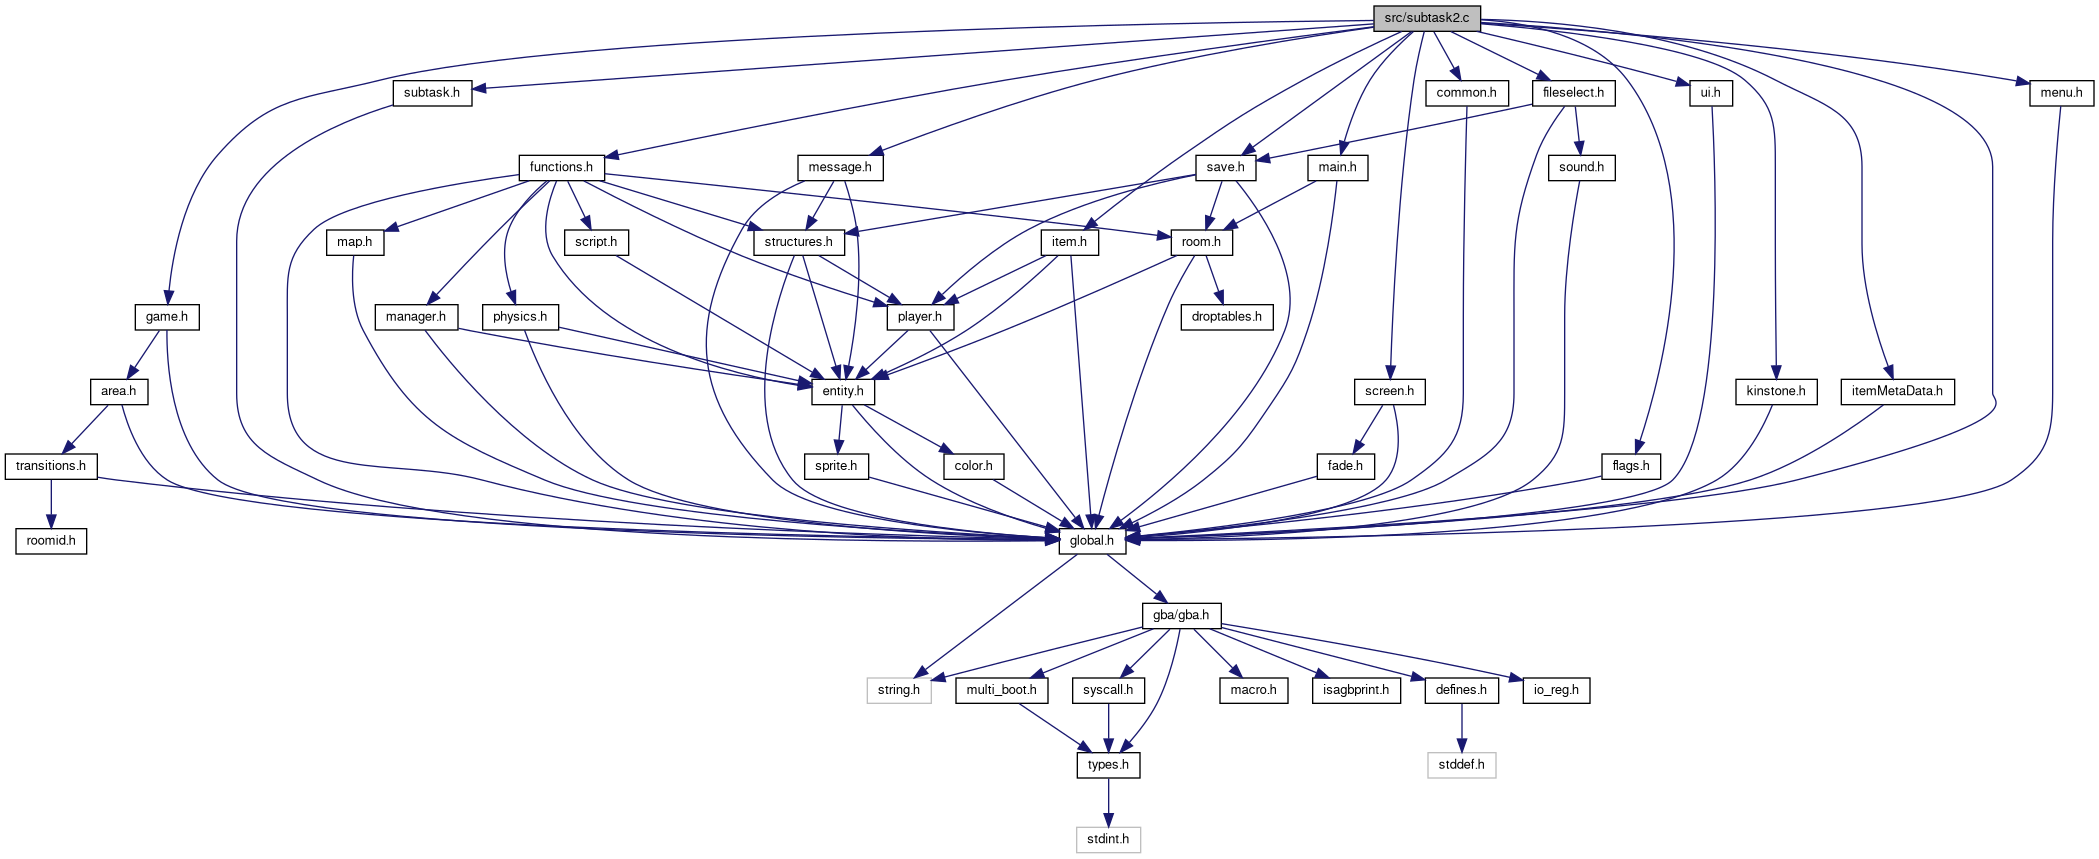 src/subtask2.c
subtask.h
common.h
fileselect.h
ui.h
menu.h
functions.h
message.h
save.h
main.h
sound.h
map.h
script.h
structures.h
item.h
room.h
game.h
manager.h
physics.h
player.h
droptables.h
area.h
entity.h
screen.h
kinstone.h
itemMetaData.h
transitions.h
sprite.h
color.h
fade.h
flags.h
roomid.h
global.h
gba/gba.h
string.h
multi_boot.h
syscall.h
macro.h
isagbprint.h
defines.h
io_reg.h
types.h
stddef.h
stdint.h